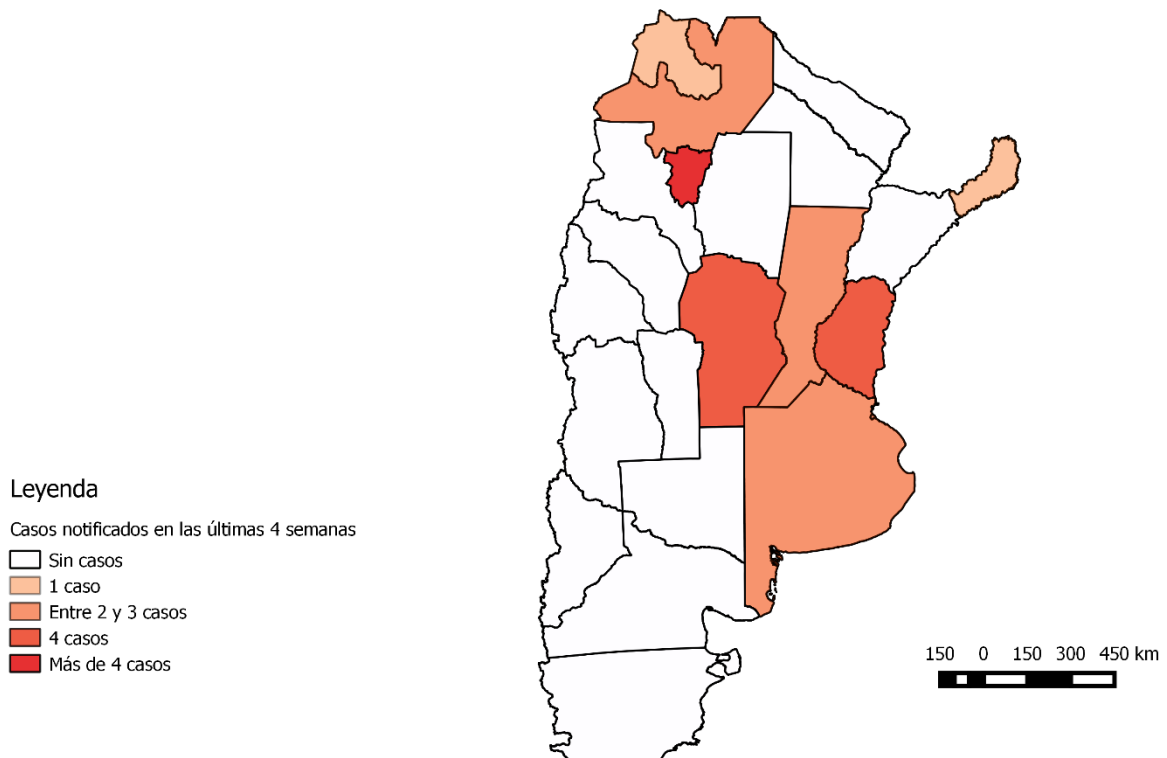 Leyenda
Casos notificados en las últimas 4 semanas
Sin casos
1 caso
Entre 2 y 3 casos
4 casos
Más de 4 casos
150 0 150 300 450 km